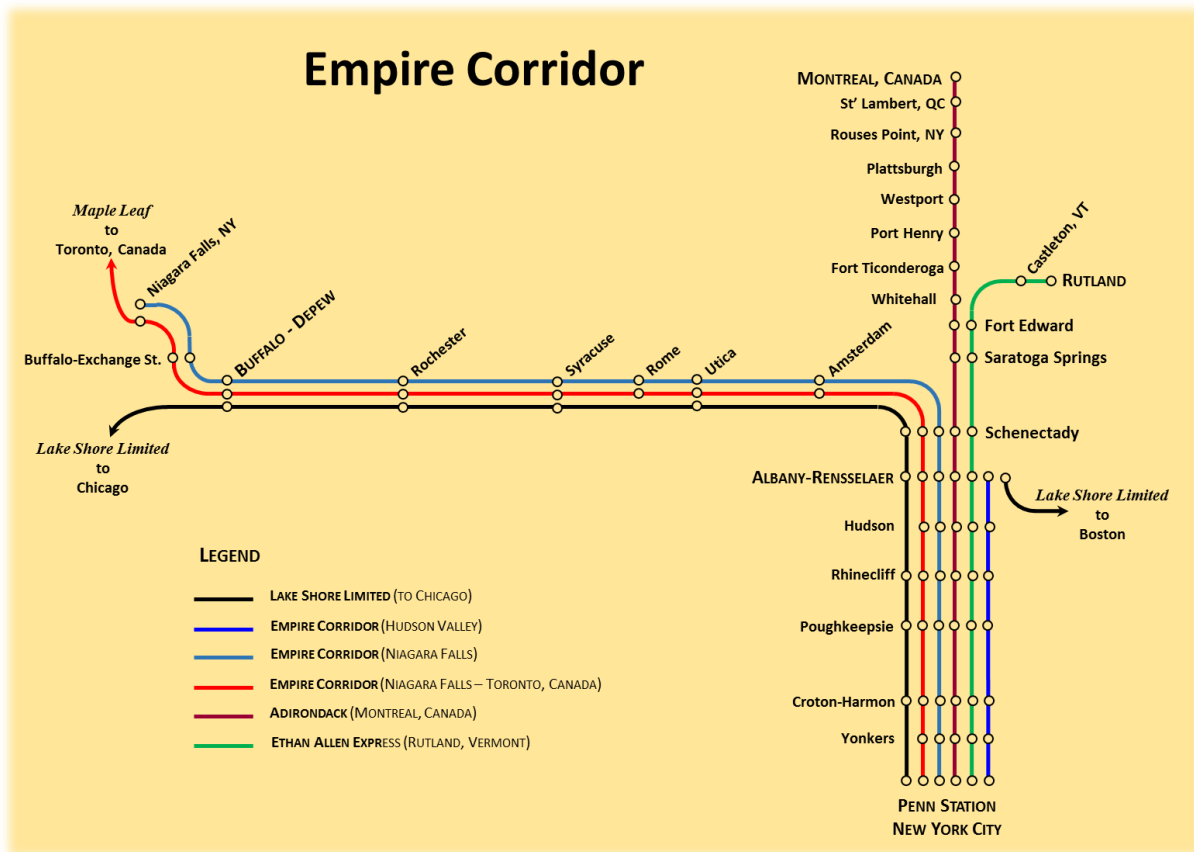 Empire Corridor
MONTREAL, CANADA
St' Lambert, QC
Rouses Point, NY
Plattsburgh
Westport
Port Henry
Fort Ticonderoga
Whitehall
Castleton, VT
RUTLAND
Fort Edward
Saratoga Springs
Schenectady
Maple Leaf
to
Toronto, Canada
Niagara Falls, NY
Buffalo-Exchange St.
BUFFALO - DEPEW
Rochester
Syracuse
Rome
Utica
Amsterdam
Lake Shore Limited
to
Chicago
ALBANY-RENSSELAER
Lake Shore Limited
to
Boston
Hudson
Rhinecliff
Poughkeepsie
Croton-Harmon
Yonkers
PENN STATION
NEW YORK CITY
LEGEND
LAKE SHORE LIMITED (TO CHICAGO)
EMPIRE CORRIDOR (HUDSON VALLEY)
EMPIRE CORRIDOR (NIAGARA FALLS)
EMPIRE CORRIDOR (NIAGARA FALLS – TORONTO, CANADA)
ADIRONDACK (MONTREAL, CANADA)
ETHAN ALLEN EXPRESS (RUTLAND, VERMONT)